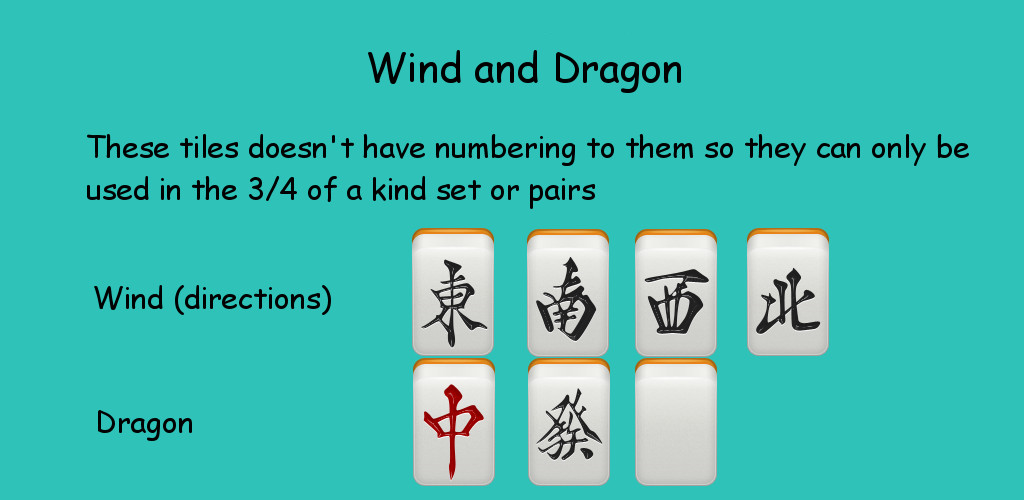 Wind and Dragon
These tiles doesn't have numbering to them so they can only be
used in the 3/4 of a kind set or pairs
Wind (directions) 東 南 西 北
Dragon 中 發